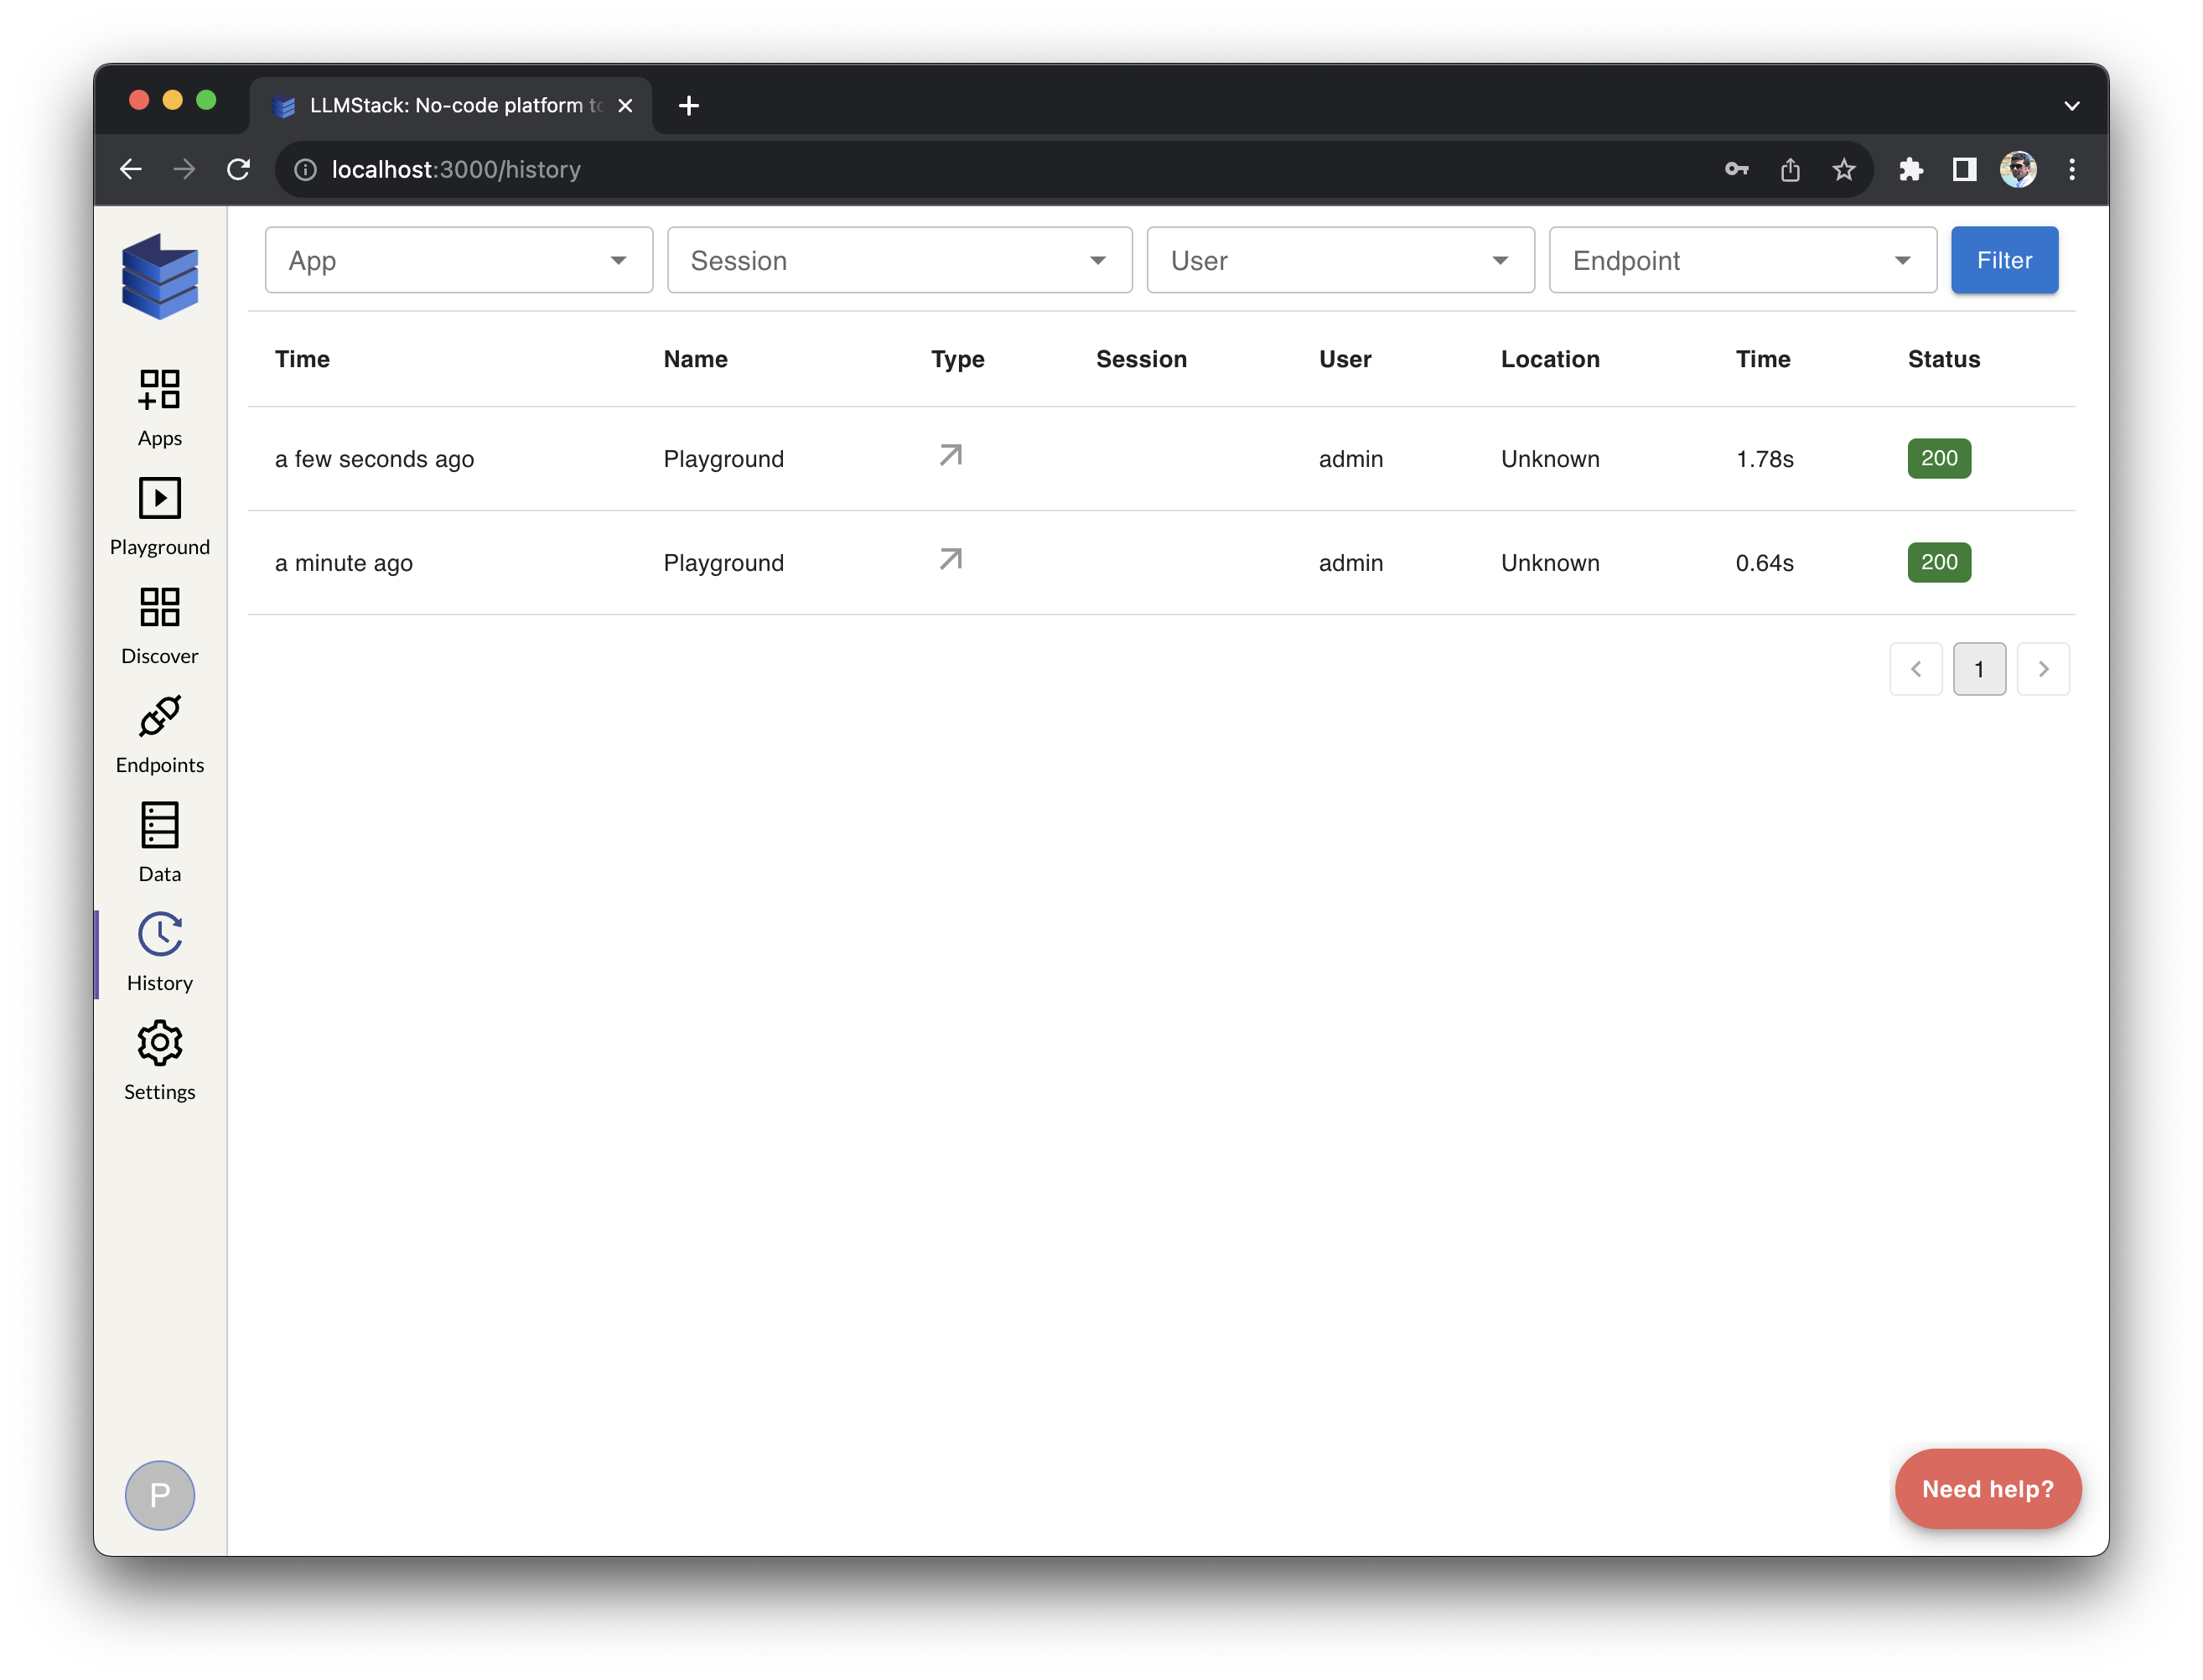 LLMStack: No-code platform to
localhost:3000/history
App Session User Endpoint Filter
Time Name Type Session User Location Time Status
a few seconds ago Playground admin Unknown 1.78s 200
a minute ago Playground admin Unknown 0.64s 200
1
Apps
Playground
Discover
Endpoints
Data
History
Settings
P
Need help?